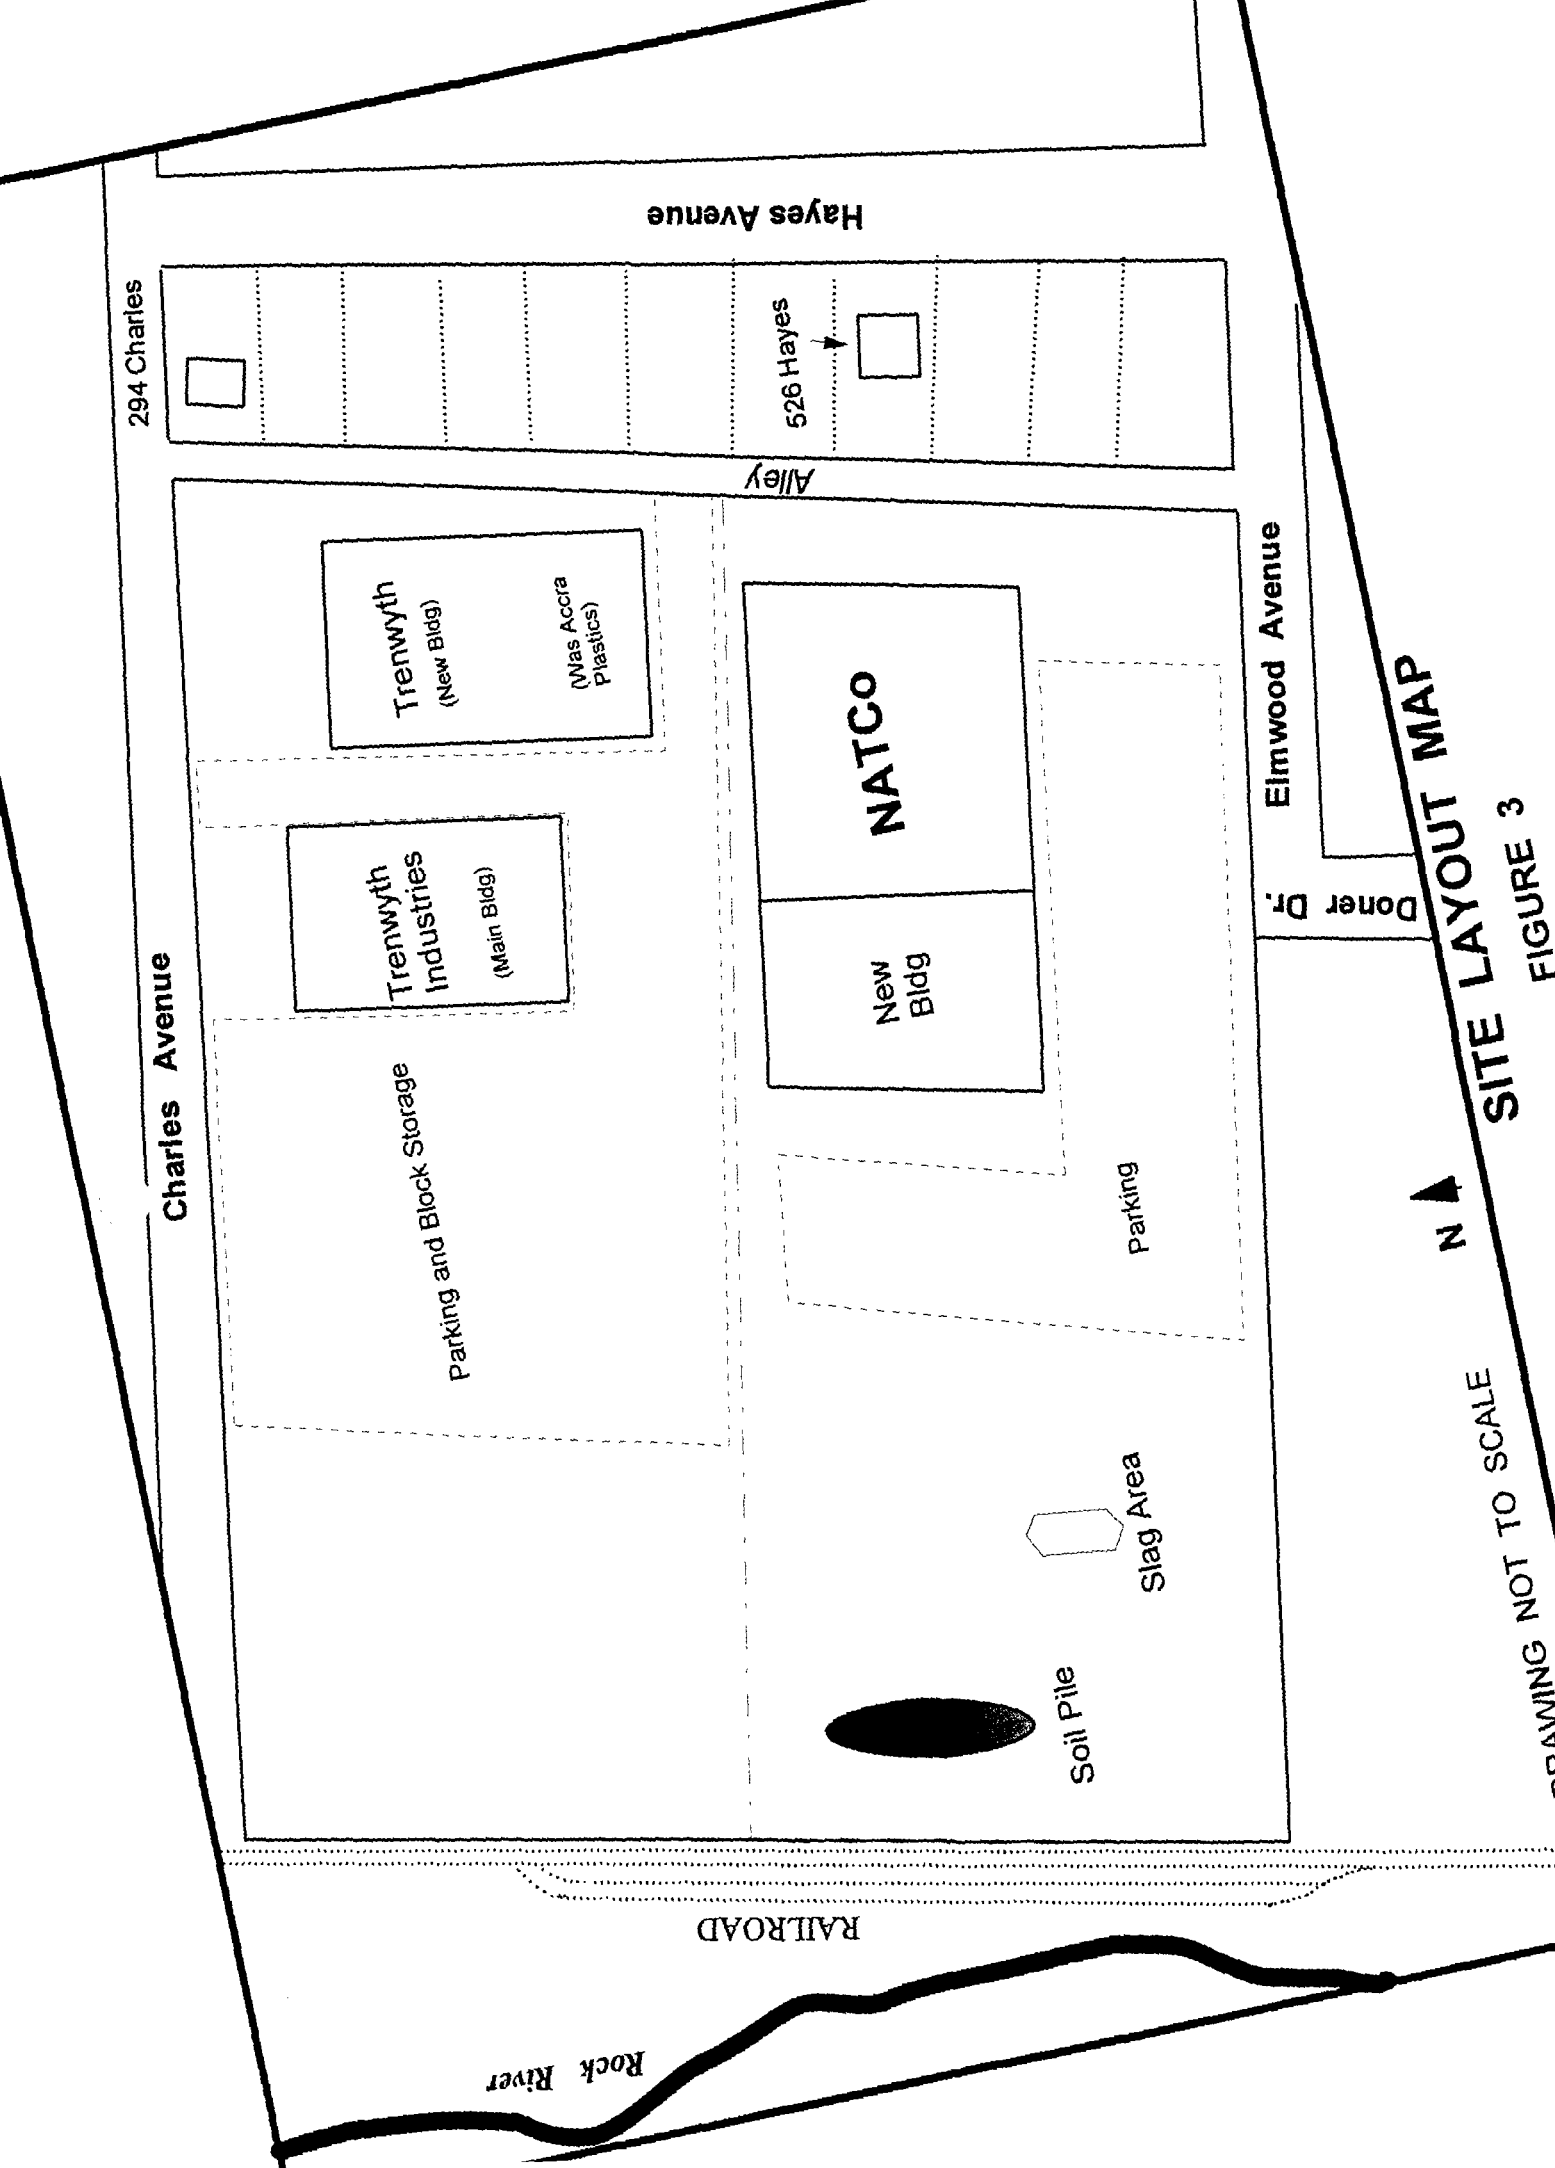 Hayes Avenue
294 Charles
526 Hayes
Alley
Trenwyth
(New Bldg)
(Was Accra
Plastics)
Elmwood Avenue
NATCo
Trenwyth
Industries
(Main Bldg)
New
Bldg
Doner Dr.
Charles Avenue
Parking and Block Storage
Parking
Slag Area
Soil Pile
RAILROAD
Rock River
N
SITE LAYOUT MAP
FIGURE 3
NOT TO SCALE